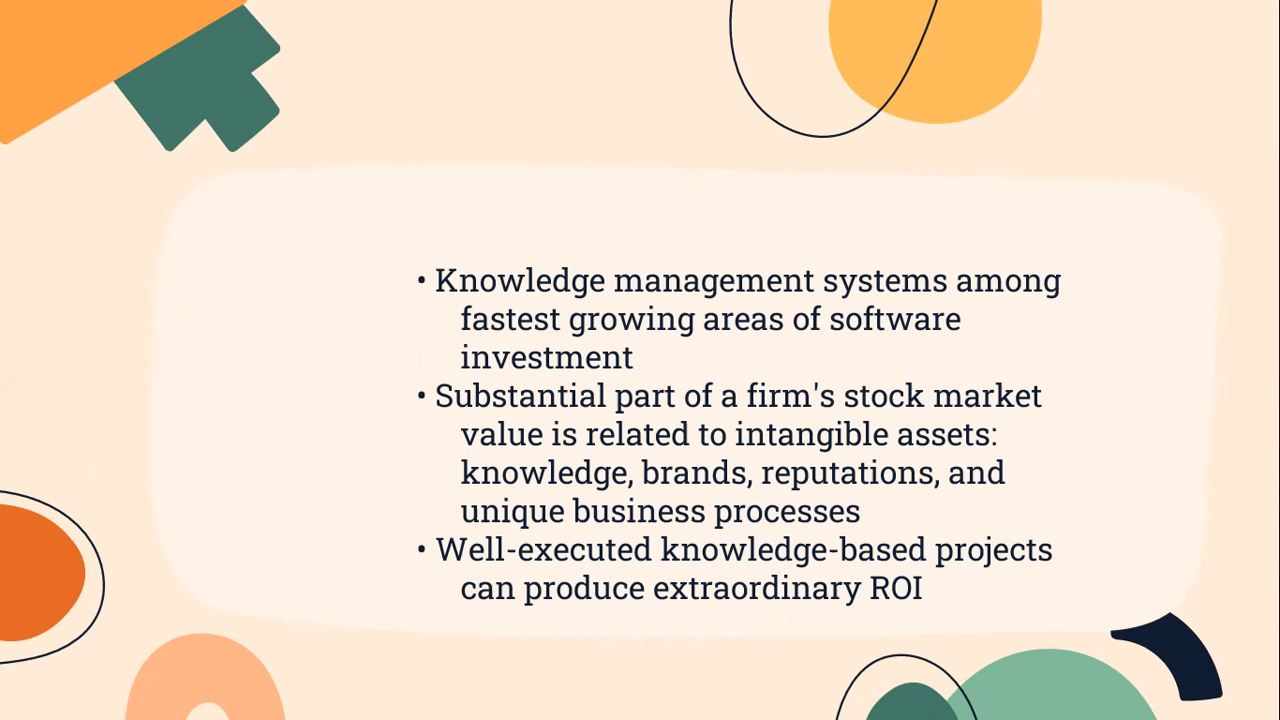 • Knowledge management systems among
fastest growing areas of software
investment
• Substantial part of a firm's stock market
value is related to intangible assets:
knowledge, brands, reputations, and
unique business processes
• Well-executed knowledge-based projects
can produce extraordinary ROI